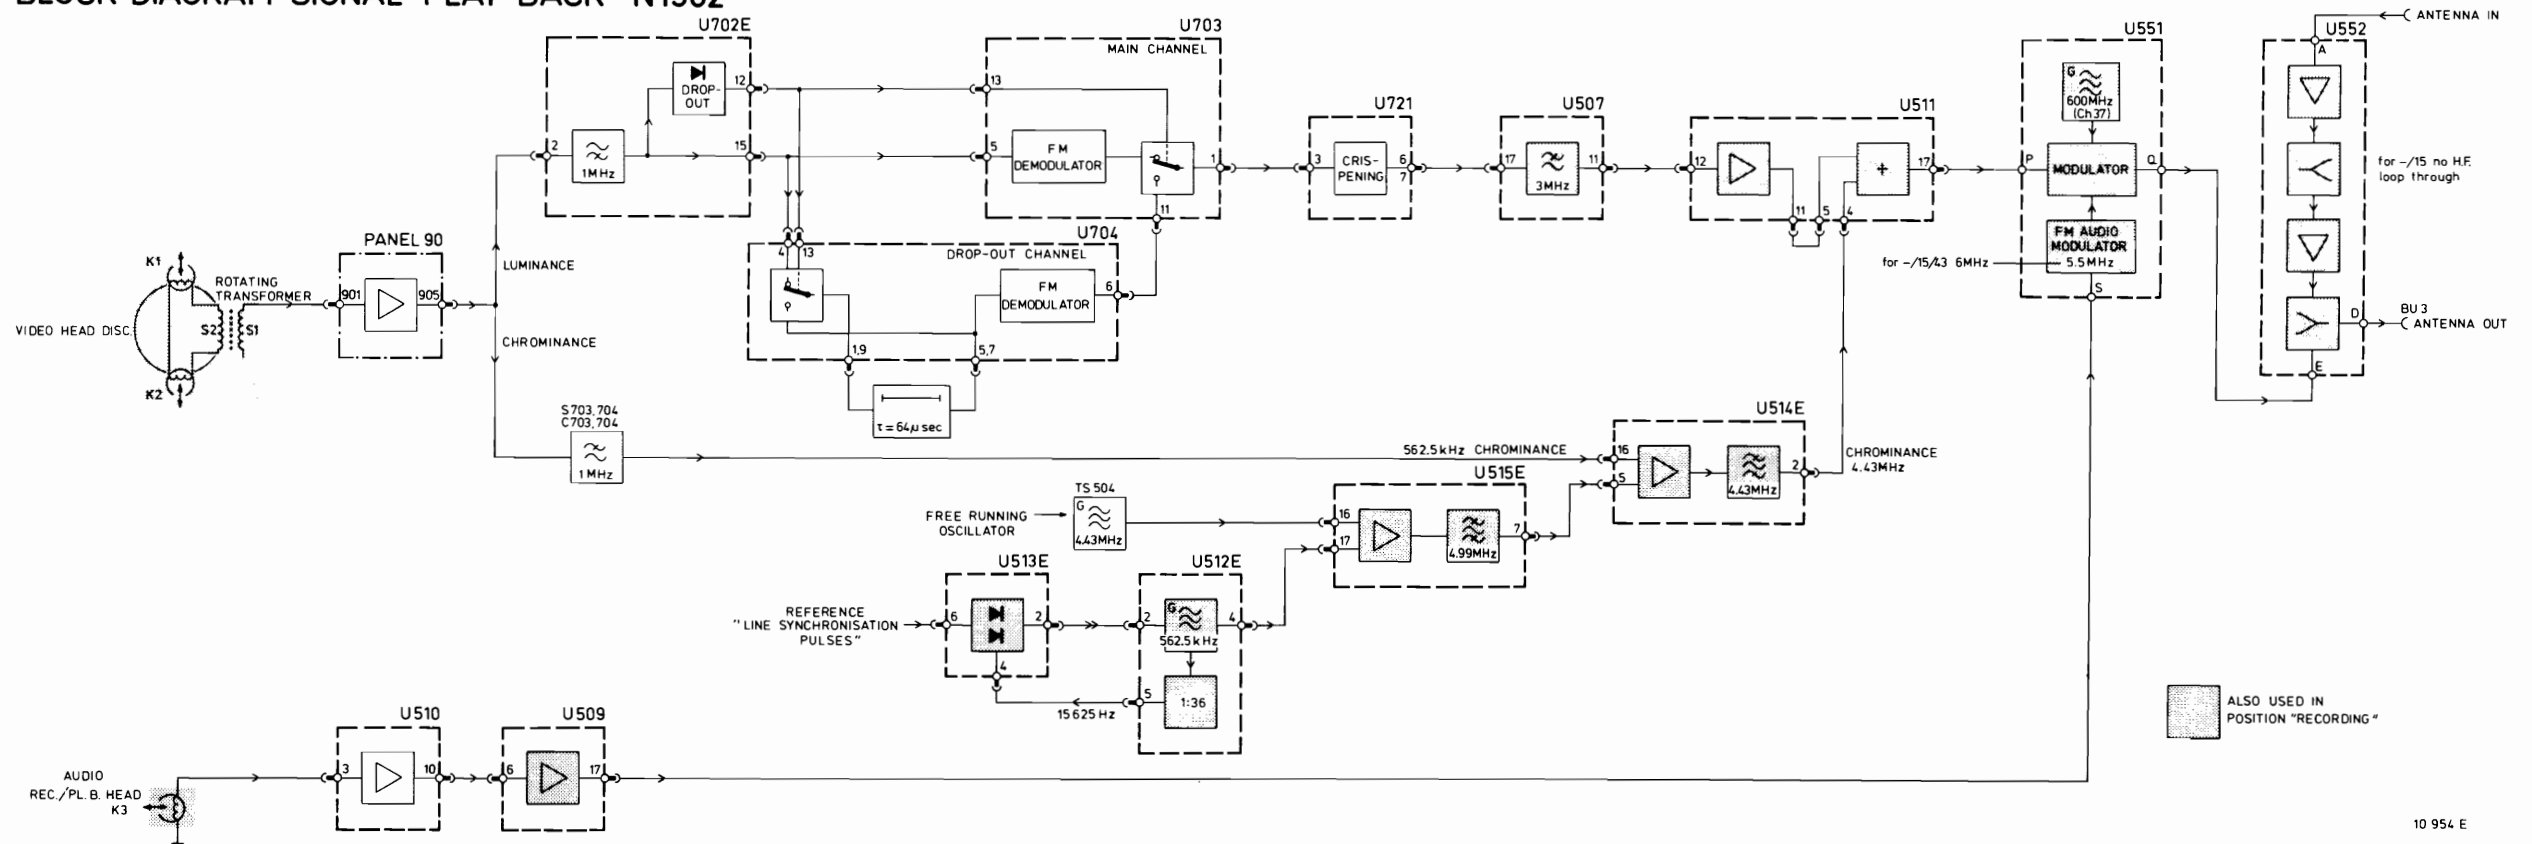 BLOCK DIAGRAM SIGNAL "PLAY-BACK" N1502
U702E
DROP-
OUT
12
2
1MHz
15
U703
MAIN CHANNEL
13
5
FM
DEMODULATOR
1
11
U721
3
CRIS-
PENING
6
7
U507
17
3MHz
11
U511
12
+
17
11
5
4
U551
G
600MHz
(Ch37)
P
MODULATOR
Q
FM AUDIO
MODULATOR
5.5MHz
for -/15/43 6MHz
S
ANTENNA IN
U552
A
for -/15 no H.F.
loop through
D
BU 3
ANTENNA OUT
E
U704
DROP-OUT CHANNEL
4
13
FM
DEMODULATOR
6
1,9
5,7
τ = 64µ sec
PANEL 90
901
905
K1
ROTATING
TRANSFORMER
VIDEO HEAD DISC.
S2
S1
K2
LUMINANCE
CHROMINANCE
S703,704
C703,704
1MHz
562.5kHz CHROMINANCE
U514E
16
5
4.43MHz
2
CHROMINANCE
4.43MHz
U515E
TS 504
FREE RUNNING
OSCILLATOR
G
4.43MHz
16
17
4.99MHz
7
U513E
REFERENCE
"LINE SYNCHRONISATION
PULSES"
6
2
4
U512E
2
G
562.5kHz
4
5
1:36
15625Hz
ALSO USED IN
POSITION "RECORDING"
U510
3
10
U509
6
17
AUDIO
REC./PL.B. HEAD
K3
10 954 E